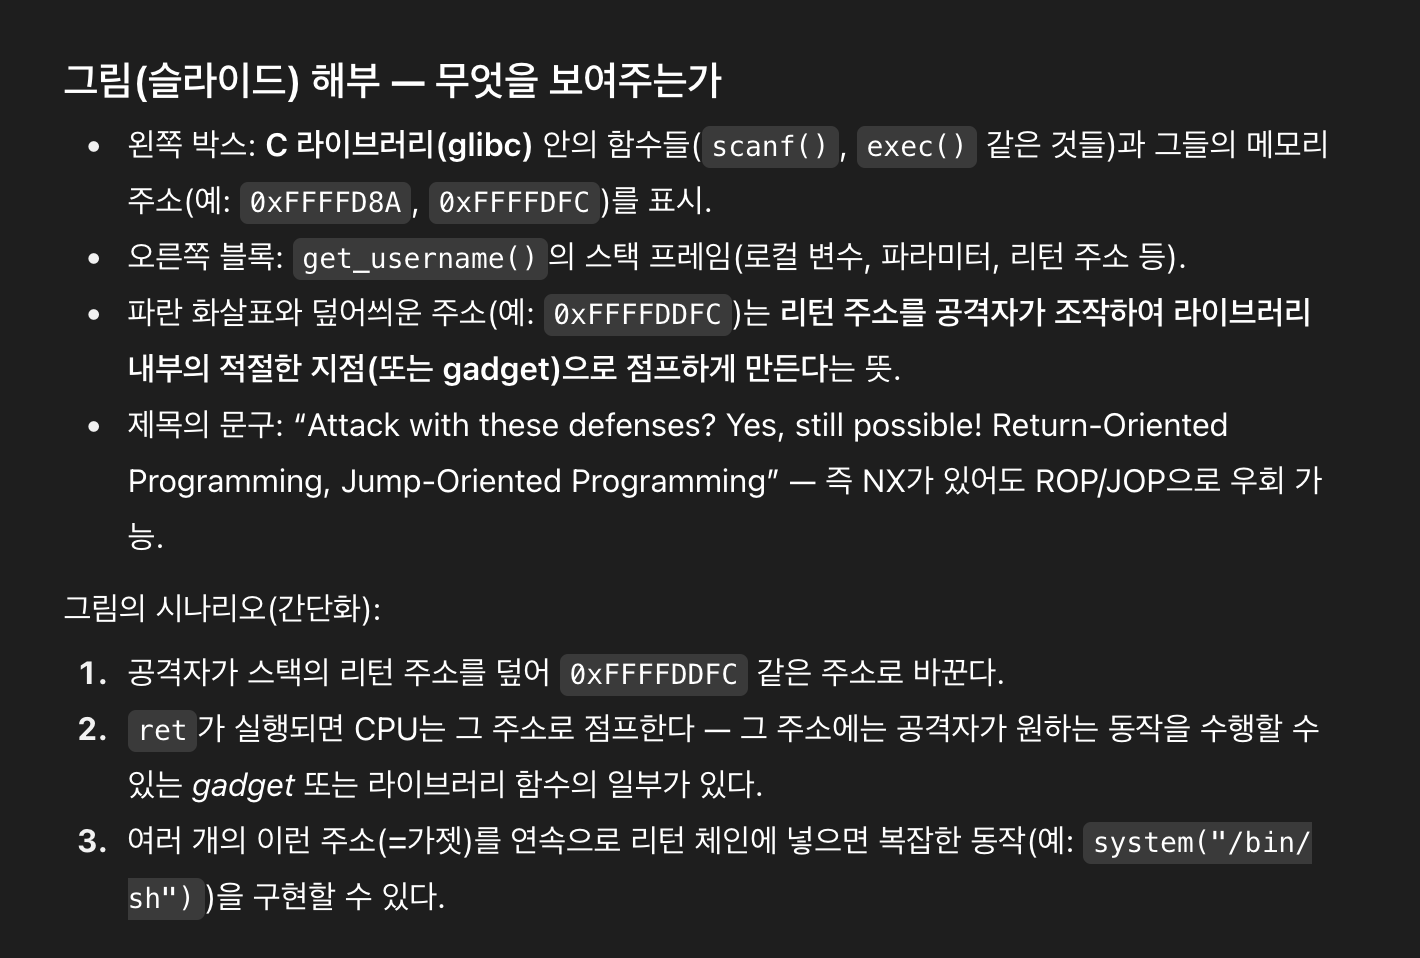 그림(슬라이드) 해부 — 무엇을 보여주는가
• 왼쪽 박스: C 라이브러리(glibc) 안의 함수들( scanf() , exec() 같은 것들)과 그들의 메모리
주소(예: 0xFFFFD8A , 0xFFFFDFC )를 표시.
• 오른쪽 블록: get_username() 의 스택 프레임(로컬 변수, 파라미터, 리턴 주소 등).
• 파란 화살표와 덮어씌운 주소(예: 0xFFFFDDFC )는 리턴 주소를 공격자가 조작하여 라이브러리
내부의 적절한 지점(또는 gadget)으로 점프하게 만든다는 뜻.
• 제목의 문구: “Attack with these defenses? Yes, still possible! Return-Oriented
Programming, Jump-Oriented Programming” — 즉 NX가 있어도 ROP/JOP으로 우회 가
능.
그림의 시나리오(간단화):
1. 공격자가 스택의 리턴 주소를 덮어 0xFFFFDDFC 같은 주소로 바꾼다.
2. ret 가 실행되면 CPU는 그 주소로 점프한다 — 그 주소에는 공격자가 원하는 동작을 수행할 수
있는 gadget 또는 라이브러리 함수의 일부가 있다.
3. 여러 개의 이런 주소(=가젯)를 연속으로 리턴 체인에 넣으면 복잡한 동작(예: system("/bin/
sh") )을 구현할 수 있다.